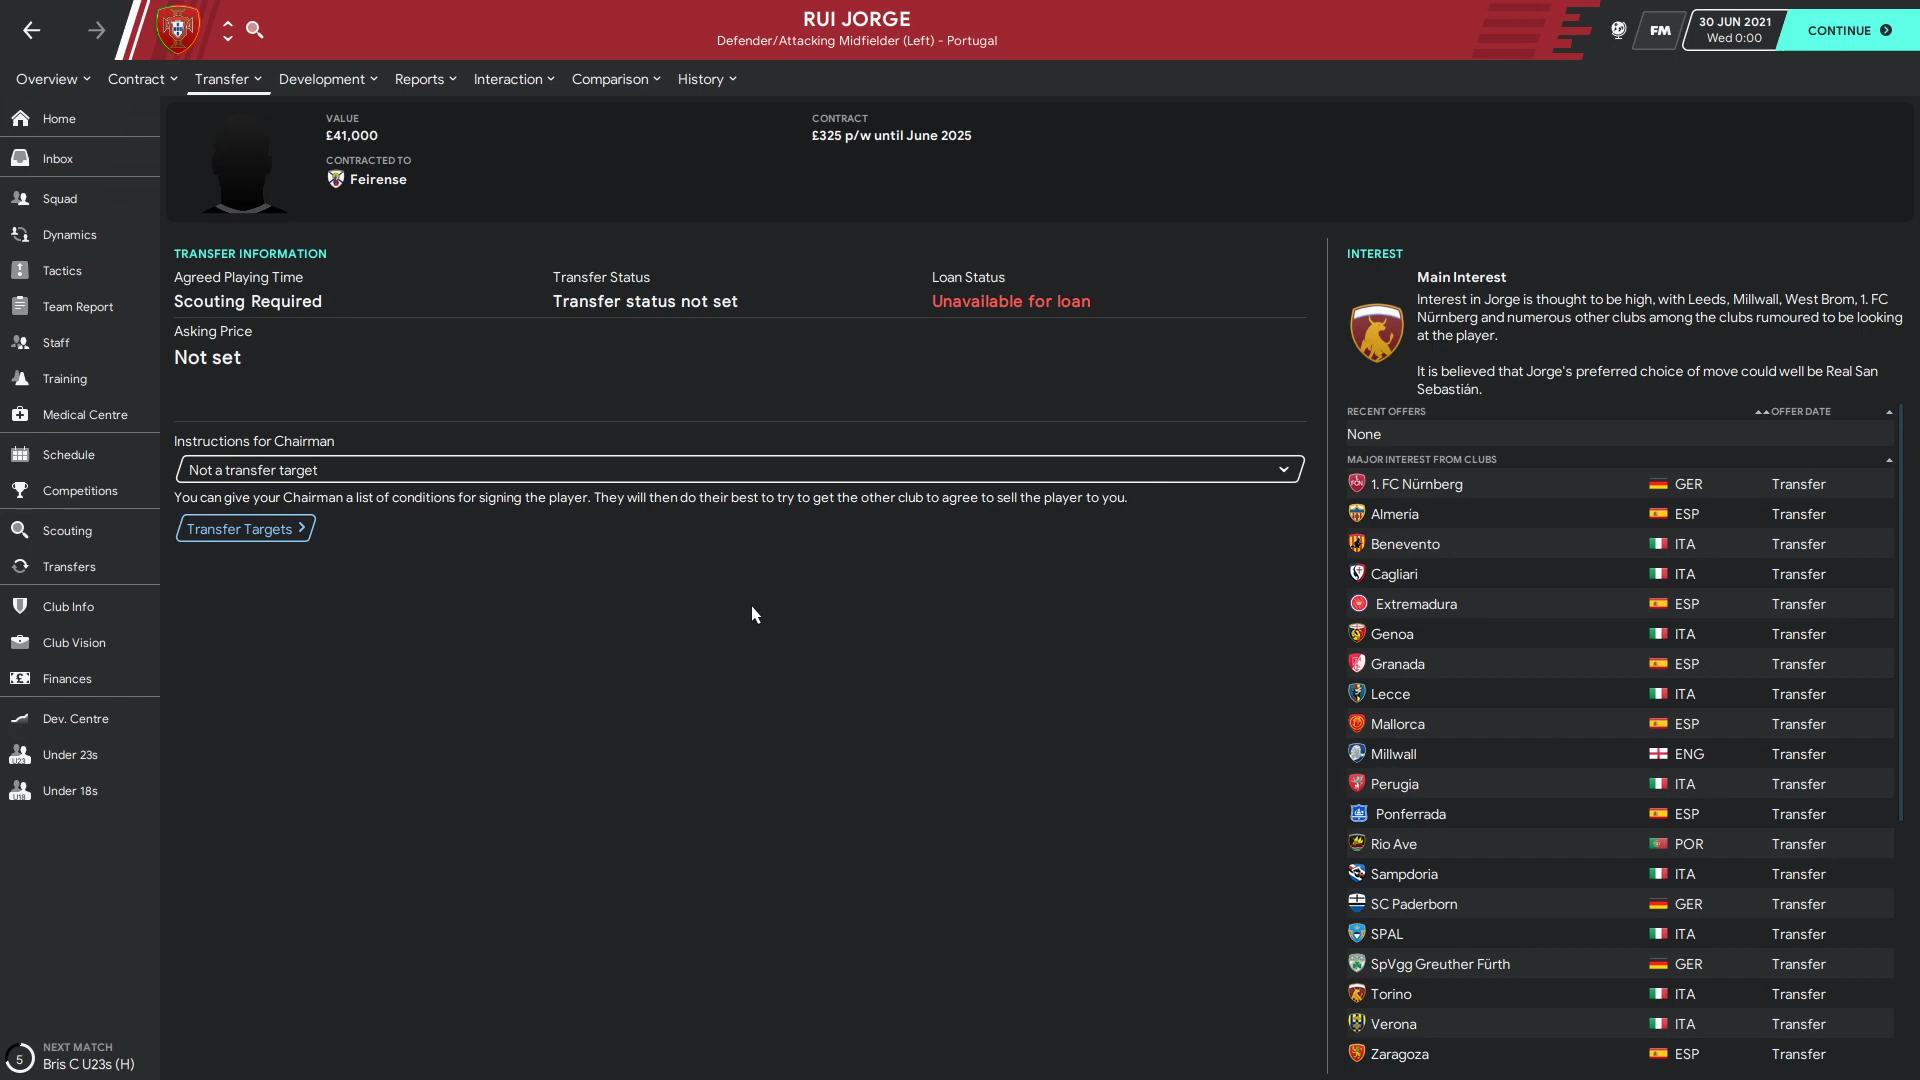 RUI JORGE
Defender/Attacking Midfielder (Left) - Portugal
FM
30 JUN 2021
Wed 0:00
CONTINUE
Overview
Contract
Transfer
Development
Reports
Interaction
Comparison
History
Home
Inbox
Squad
Dynamics
Tactics
Team Report
Staff
Training
Medical Centre
Schedule
Competitions
Scouting
Transfers
Club Info
Club Vision
Finances
Dev. Centre
U23
Under 23s
U18
Under 18s
5
NEXT MATCH
Bris C U23s (H)
VALUE
£41,000
CONTRACTED TO
Feirense
CONTRACT
£325 p/w until June 2025
TRANSFER INFORMATION
Agreed Playing Time
Scouting Required
Transfer Status
Transfer status not set
Loan Status
Unavailable for loan
Asking Price
Not set
Instructions for Chairman
Not a transfer target
You can give your Chairman a list of conditions for signing the player. They will then do their best to try to get the other club to agree to sell the player to you.
Transfer Targets
INTEREST
Main Interest
Interest in Jorge is thought to be high, with Leeds, Millwall, West Brom, 1. FC
Nürnberg and numerous other clubs among the clubs rumoured to be looking
at the player.
It is believed that Jorge's preferred choice of move could well be Real San
Sebastián.
RECENT OFFERS OFFER DATE
None
MAJOR INTEREST FROM CLUBS
1. FC Nürnberg GER Transfer
Almería ESP Transfer
Benevento ITA Transfer
Cagliari ITA Transfer
Extremadura ESP Transfer
Genoa ITA Transfer
Granada ESP Transfer
Lecce ITA Transfer
Mallorca ESP Transfer
Millwall ENG Transfer
Perugia ITA Transfer
Ponferrada ESP Transfer
Rio Ave POR Transfer
Sampdoria ITA Transfer
SC Paderborn GER Transfer
SPAL ITA Transfer
SpVgg Greuther Fürth GER Transfer
Torino ITA Transfer
Verona ITA Transfer
Zaragoza ESP Transfer